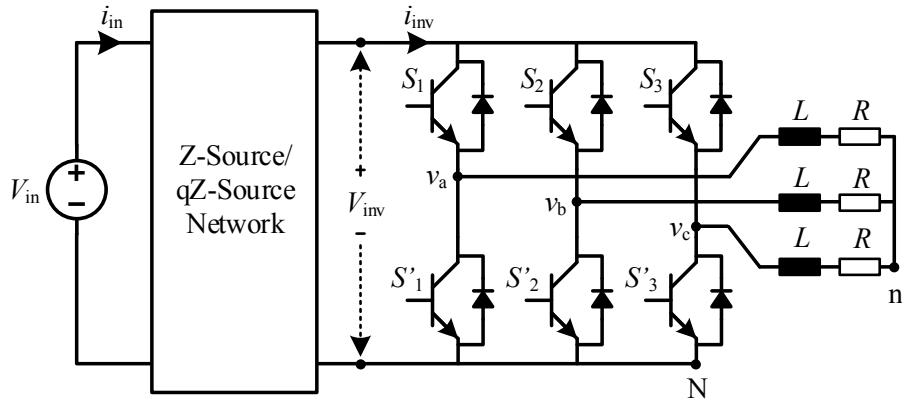 i_in
i_inv
S_1
S_2
S_3
L
R
Z-Source/
qZ-Source
Network
+
V_in
−
+
V_inv
−
v_a
v_b
L
R
v_c
L
R
S'_1
S'_2
S'_3
n
N